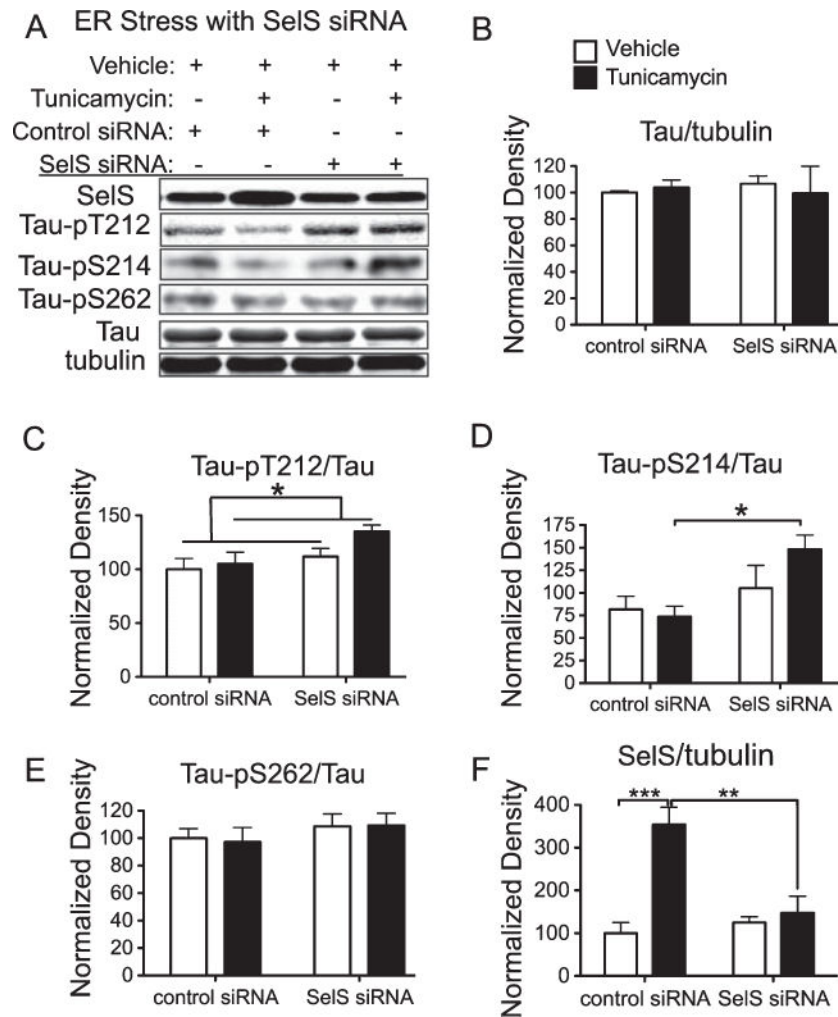 A ER Stress with SelS siRNA
Vehicle: + + + +
Tunicamycin: - + - +
Control siRNA: + + - -
SelS siRNA: - - + +
SelS
Tau-pT212
Tau-pS214
Tau-pS262
Tau
tubulin
B
Vehicle
Tunicamycin
Tau/tubulin
Normalized Density
120
100
80
60
40
20
0
control siRNA SelS siRNA
C
Tau-pT212/Tau
Normalized Density
*
150
100
50
0
control siRNA SelS siRNA
D
Tau-pS214/Tau
Normalized Density
*
175
150
125
100
75
50
25
0
control siRNA SelS siRNA
E
Tau-pS262/Tau
Normalized Density
120
100
80
60
40
20
0
control siRNA SelS siRNA
F
SelS/tubulin
Normalized Density
*** **
400
300
200
100
0
control siRNA SelS siRNA